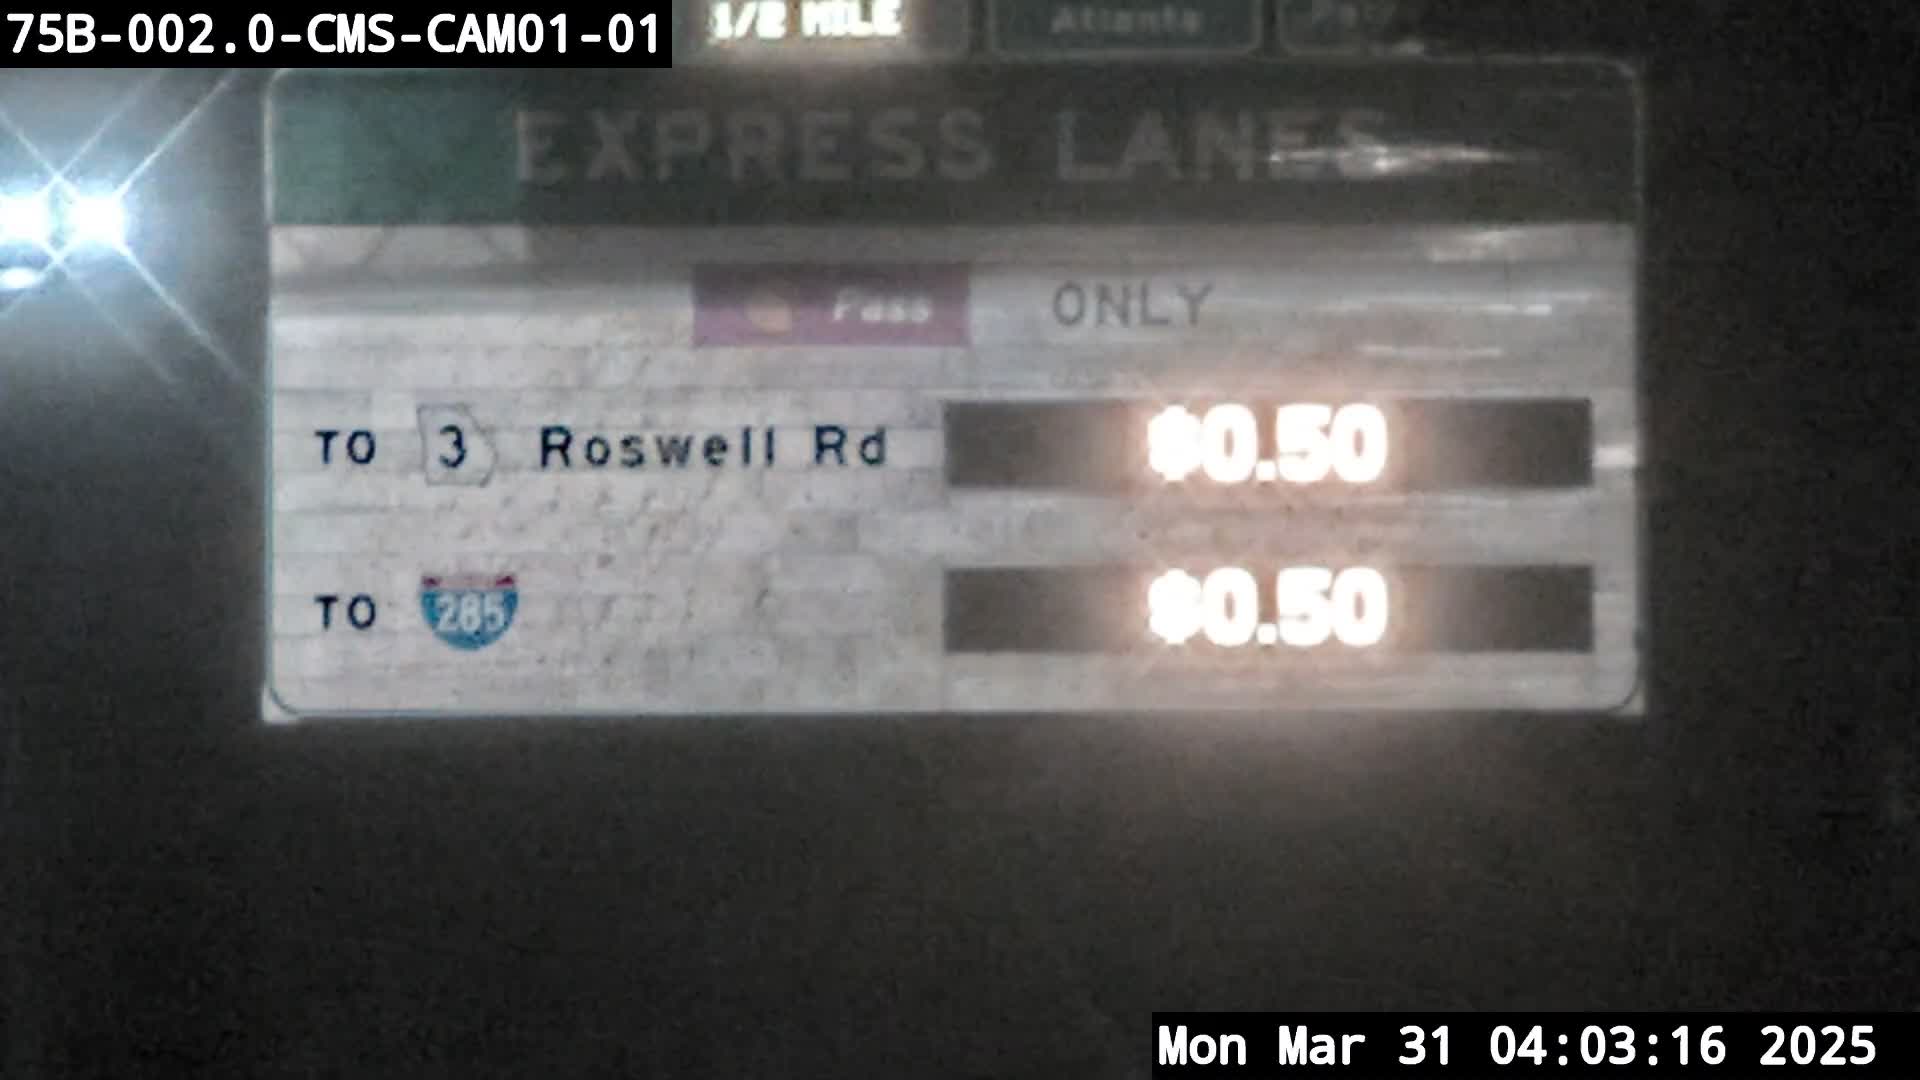 75B-002.0-CMS-CAM01-01
1/2 MILE
Atlanta
EXPRESS LANES
Pass ONLY
TO 3 Roswell Rd $0.50
TO 285 $0.50
Mon Mar 31 04:03:16 2025